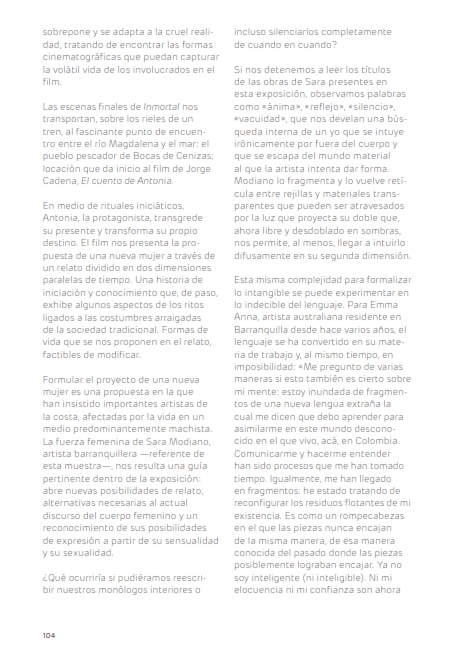 sobrepone y se adapta a la cruel reali-
dad, tratando de encontrar las formas
cinematográficas que puedan capturar
la volátil vida de los involucrados en el
film.
Las escenas finales de Inmortal nos
transportan, sobre los rieles de un
tren, al fascinante punto de encuen-
tro entre el río Magdalena y el mar: el
pueblo pescador de Bocas de Cenizas:
locación que da inicio al film de Jorge
Cadena, El cuento de Antonia.
En medio de rituales iniciáticos,
Antonia, la protagonista, transgrede
su presente y transforma su propio
destino. El film nos presenta la pro-
puesta de una nueva mujer a través de
un relato dividido en dos dimensiones
paralelas de tiempo. Una historia de
iniciación y conocimiento que, de paso,
exhibe algunos aspectos de los ritos
ligados a las costumbres arraigadas
de la sociedad tradicional. Formas de
vida que se nos proponen en el relato,
factibles de modificar.
Formular el proyecto de una nueva
mujer es una propuesta en la que
han insistido importantes artistas de
la costa, afectadas por la vida en un
medio predominantemente machista.
La fuerza femenina de Sara Modiano,
artista barranquillera —referente de
esta muestra—, nos resulta una guía
pertinente dentro de la exposición:
abre nuevas posibilidades de relato,
alternativas necesarias al actual
discurso del cuerpo femenino y un
reconocimiento de sus posibilidades
de expresión a partir de su sensualidad
y su sexualidad.
¿Qué ocurriría si pudiéramos reescri-
bir nuestros monólogos interiores o
incluso silenciarlos completamente
de cuando en cuando?
Si nos detenemos a leer los títulos
de las obras de Sara presentes en
esta exposición, observamos palabras
como «ánima», «reflejo», «silencio»,
«vacuidad», que nos develan una bús-
queda interna de un yo que se intuye
irónicamente por fuera del cuerpo y
que se escapa del mundo material
al que la artista intenta dar forma.
Modiano lo fragmenta y lo vuelve retí-
cula entre rejillas y materiales trans-
parentes que pueden ser atravesados
por la luz que proyecta su doble que,
ahora libre y desdoblado en sombras,
nos permite, al menos, llegar a intuirlo
difusamente en su segunda dimensión.
Esta misma complejidad para formalizar
lo intangible se puede experimentar en
lo indecible del lenguaje. Para Emma
Anna, artista australiana residente en
Barranquilla desde hace varios años, el
lenguaje se ha convertido en su mate-
ria de trabajo y, al mismo tiempo, en
imposibilidad: «Me pregunto de varias
maneras si esto también es cierto sobre
mi mente: estoy inundada de fragmen-
tos de una nueva lengua extraña la
cual me dicen que debo aprender para
asimilarme en este mundo descono-
cido en el que vivo, acá, en Colombia.
Comunicarme y hacerme entender
han sido procesos que me han tomado
tiempo. Igualmente, me han llegado
en fragmentos: he estado tratando de
reconfigurar los residuos flotantes de mi
existencia. Es como un rompecabezas
en el que las piezas nunca encajan
de la misma manera, de esa manera
conocida del pasado donde las piezas
posiblemente lograban encajar. Ya no
soy inteligente (ni inteligible). Ni mi
elocuencia ni mi confianza son ahora
104